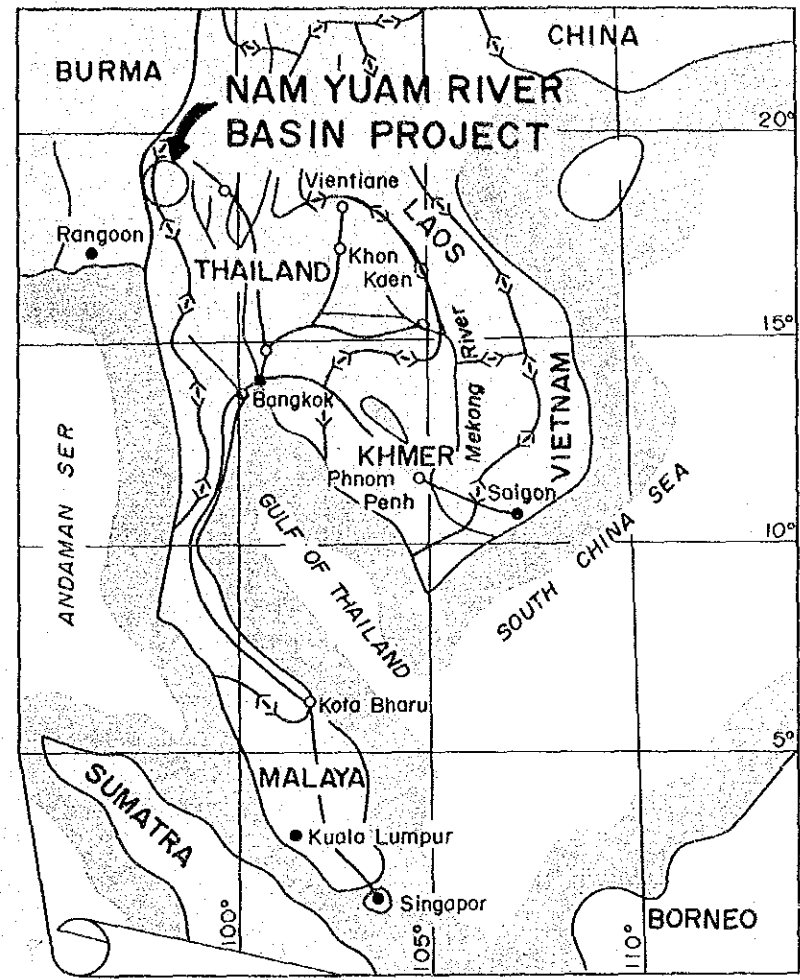 CHINA
BURMA
NAM YUAM RIVER
BASIN PROJECT
20°
Vientiane
LAOS
Rangoon
Khon
Kaen
THAILAND
15°
Mekong River
VIETNAM
Bangkok
KHMER
Phnom
Penh
Saigon
ANDAMAN SER
GULF OF THAILAND
10°
SOUTH CHINA SEA
Kota Bharu
5°
MALAYA
SUMATRA
Kuala Lumpur
Singapor
BORNEO
100°
105°
110°